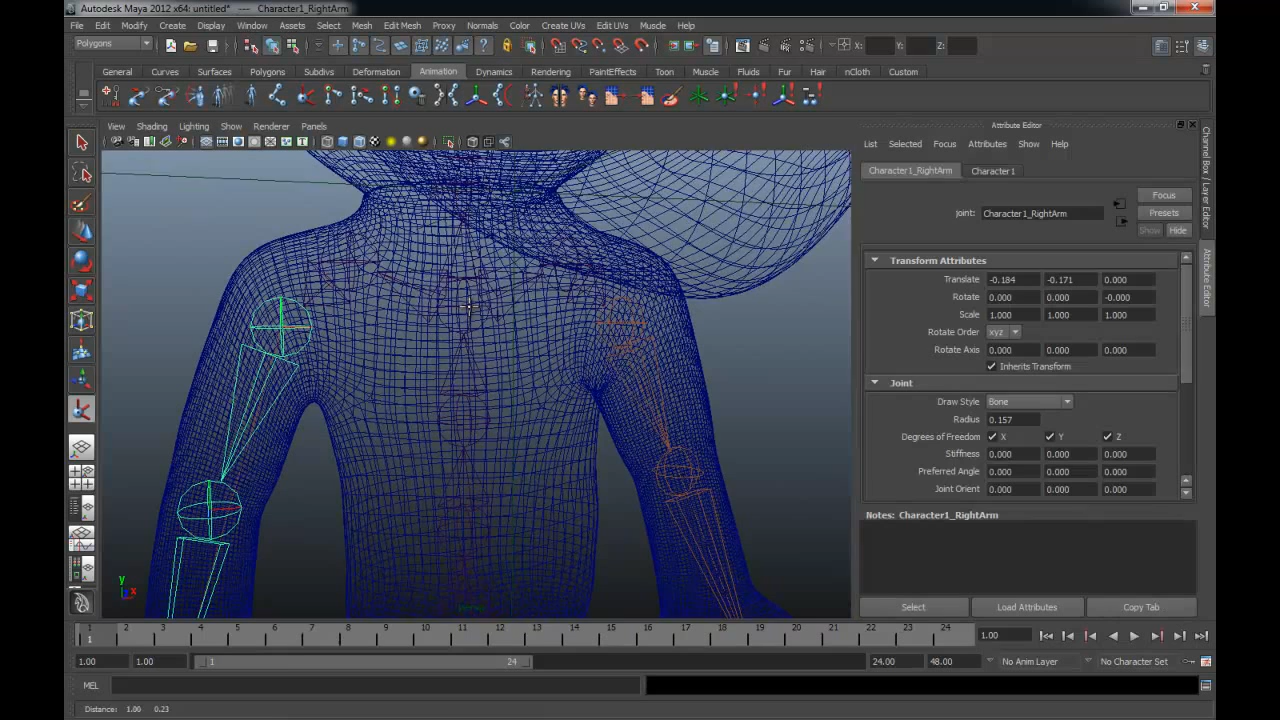 Autodesk Maya 2012 x64: untitled*   ---   Character1_RightArm
File Edit Modify Create Display Window Assets Select Mesh Edit Mesh Proxy Normals Color Create UVs Edit UVs Muscle Help
Polygons X: Y: Z:
General Curves Surfaces Polygons Subdivs Deformation Animation Dynamics Rendering PaintEffects Toon Muscle Fluids Fur Hair nCloth Custom
View Shading Lighting Show Renderer Panels
Attribute Editor
List Selected Focus Attributes Show Help
Character1_RightArm Character1
Focus
joint: Character1_RightArm
Presets
Show Hide
Transform Attributes
Translate -0.184 -0.171 0.000
Rotate 0.000 0.000 -0.000
Scale 1.000 1.000 1.000
Rotate Order xyz
Rotate Axis 0.000 0.000 0.000
Inherits Transform
Joint
Draw Style Bone
Radius 0.157
Degrees of Freedom X Y Z
Stiffness 0.000 0.000 0.000
Preferred Angle 0.000 0.000 0.000
Joint Orient 0.000 0.000 0.000
Notes: Character1_RightArm
Select Load Attributes Copy Tab
Channel Box / Layer Editor
Attribute Editor
y
x
persp
1 2 3 4 5 6 7 8 9 10 11 12 13 14 15 16 17 18 19 20 21 22 23 24
1 1.00
1.00 1.00 1 24 24.00 48.00 No Anim Layer No Character Set
MEL
Distance: 1.00 0.23